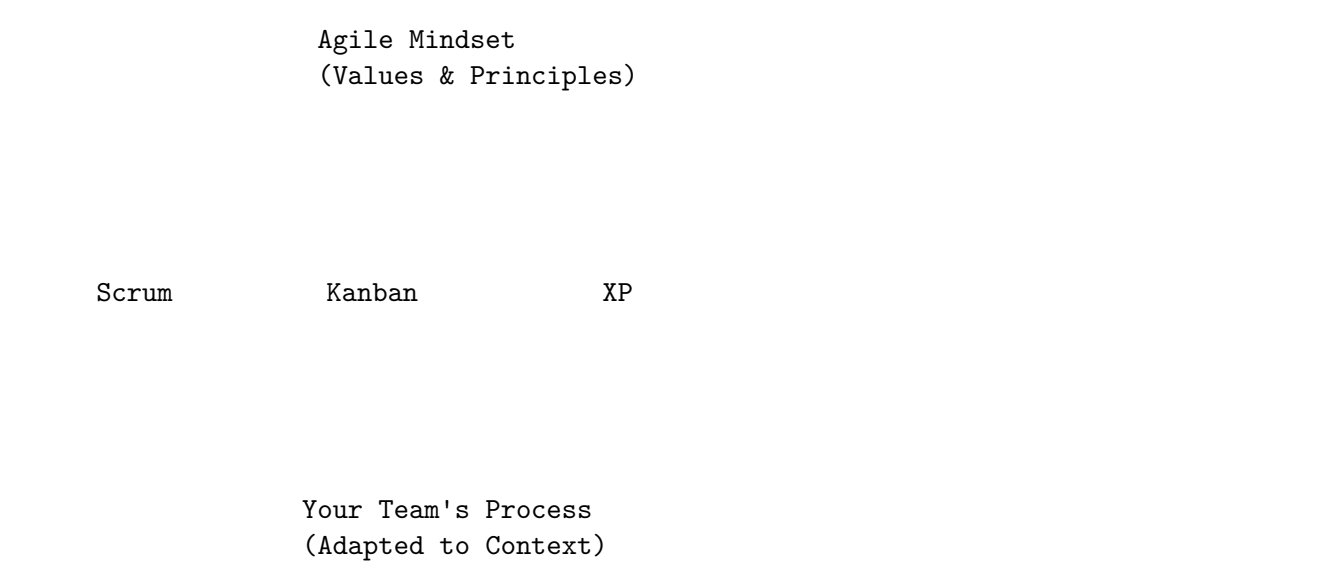 Agile Mindset
(Values & Principles)
Scrum Kanban XP
Your Team's Process
(Adapted to Context)